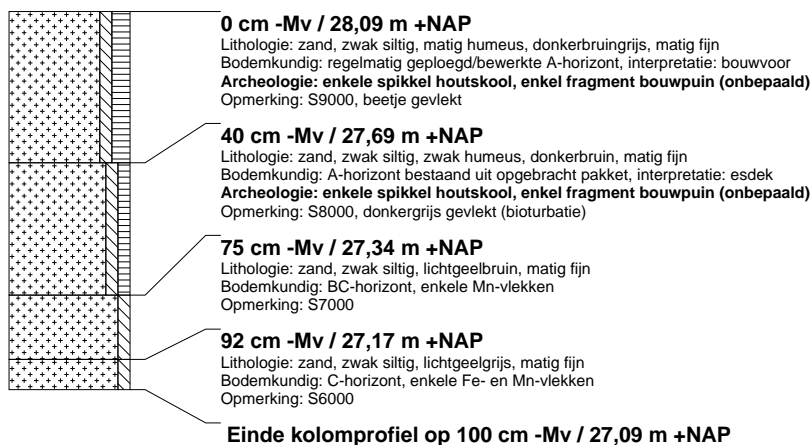 0 cm -Mv / 28,09 m +NAP
Lithologie: zand, zwak siltig, matig humeus, donkerbruingrijs, matig fijn
Bodemkundig: regelmatig geploegd/bewerkte A-horizont, interpretatie: bouwvoor
Archeologie: enkele spikkel houtskool, enkel fragment bouwpuin (onbepaald)
Opmerking: S9000, beetje gevlekt
40 cm -Mv / 27,69 m +NAP
Lithologie: zand, zwak siltig, zwak humeus, donkerbruin, matig fijn
Bodemkundig: A-horizont bestaand uit opgebracht pakket, interpretatie: esdek
Archeologie: enkele spikkel houtskool, enkel fragment bouwpuin (onbepaald)
Opmerking: S8000, donkergrijs gevlekt (bioturbatie)
75 cm -Mv / 27,34 m +NAP
Lithologie: zand, zwak siltig, lichtgeelbruin, matig fijn
Bodemkundig: BC-horizont, enkele Mn-vlekken
Opmerking: S7000
92 cm -Mv / 27,17 m +NAP
Lithologie: zand, zwak siltig, lichtgeelgrijs, matig fijn
Bodemkundig: C-horizont, enkele Fe- en Mn-vlekken
Opmerking: S6000
Einde kolomprofiel op 100 cm -Mv / 27,09 m +NAP